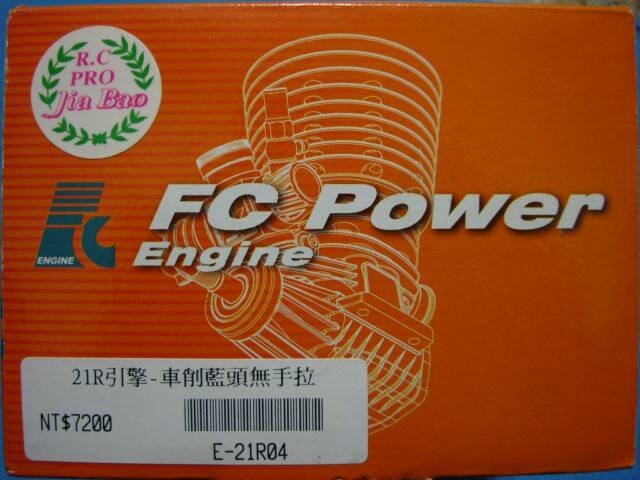 R.C
PRO
Jia Bao
FC Power
Engine
FC
ENGINE
21R引擎-車削藍頭無手拉
NT$7200
E-21R04